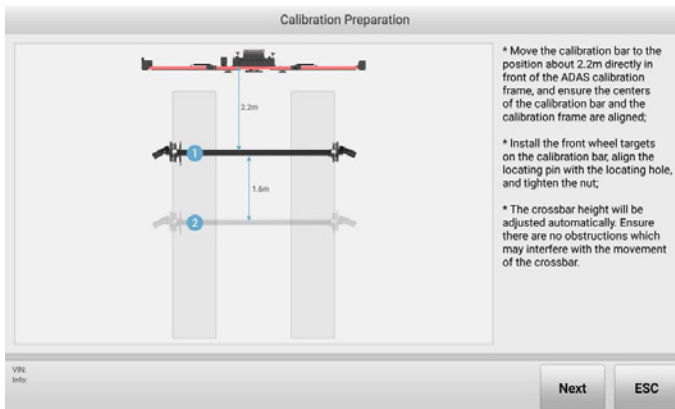 Calibration Preparation
2.2m
1
1.6m
2
* Move the calibration bar to the
position about 2.2m directly in
front of the ADAS calibration
frame, and ensure the centers
of the calibration bar and the
calibration frame are aligned;
* Install the front wheel targets
on the calibration bar, align the
locating pin with the locating hole,
and tighten the nut;
* The crossbar height will be
adjusted automatically. Ensure
there are no obstructions which
may interfere with the movement
of the crossbar.
VIN:
Info:
Next
ESC